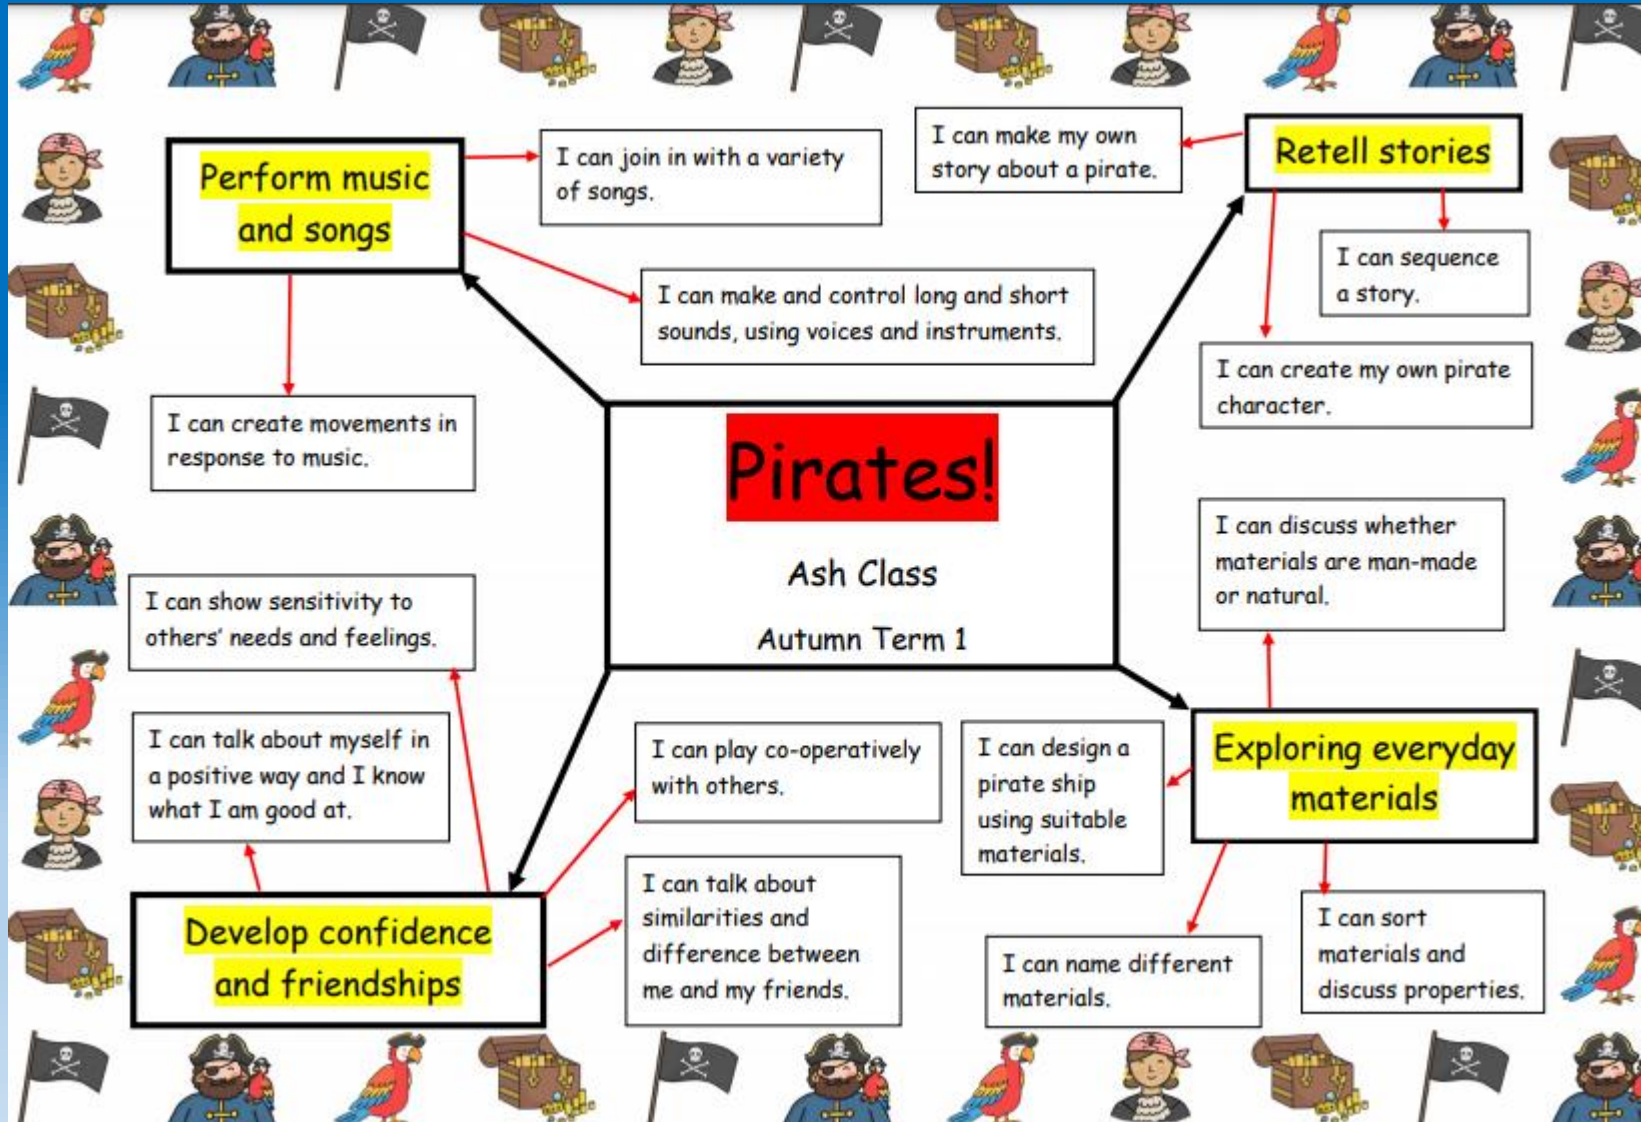 Perform music
and songs
I can join in with a variety
of songs.
I can make and control long and short
sounds, using voices and instruments.
I can create movements in
response to music.
Retell stories
I can make my own
story about a pirate.
I can sequence
a story.
I can create my own pirate
character.
Pirates!
Ash Class
Autumn Term 1
Develop confidence
and friendships
I can show sensitivity to
others' needs and feelings.
I can talk about myself in
a positive way and I know
what I am good at.
I can play co-operatively
with others.
I can talk about
similarities and
difference between
me and my friends.
Exploring everyday
materials
I can discuss whether
materials are man-made
or natural.
I can design a
pirate ship
using suitable
materials.
I can name different
materials.
I can sort
materials and
discuss properties.